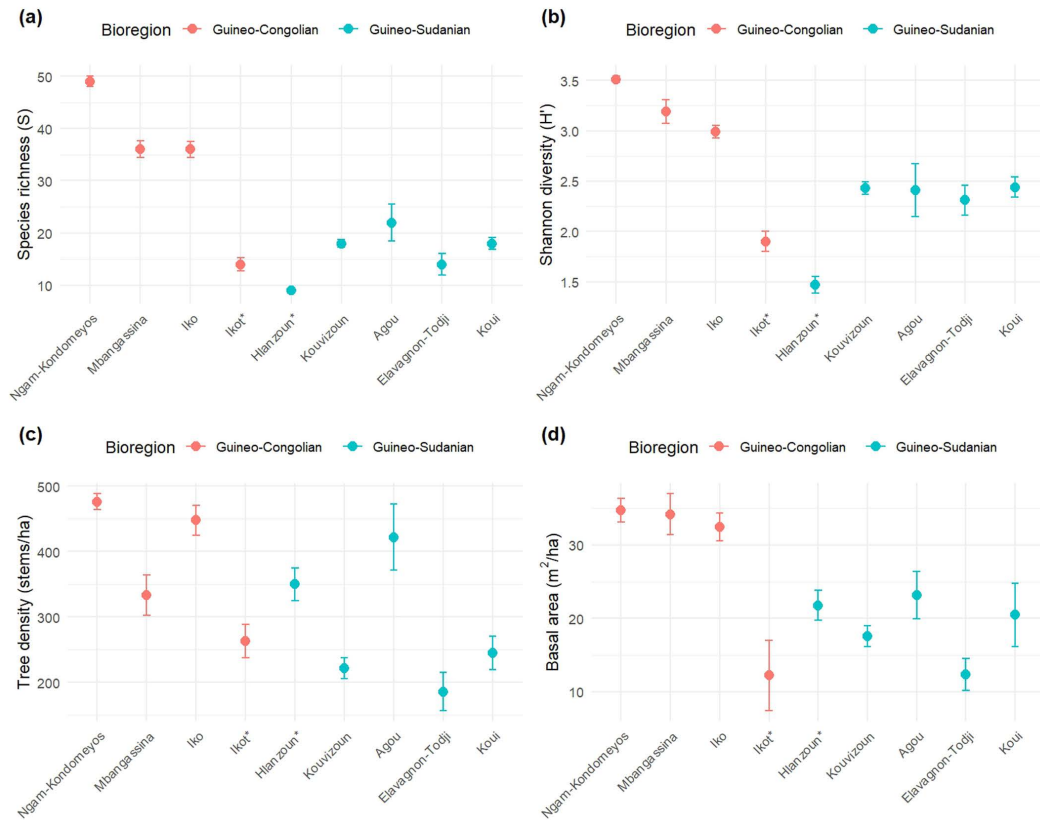 (a)
Bioregion Guineo-Congolian Guineo-Sudanian
Species richness (S)
50
40
30
20
10
Ngam-Kondomeyos
Mbangassina
Iko
Ikot*
Hlanzoun*
Kouvizoun
Agou
Elavagnon-Todji
Koui
(b)
Bioregion Guineo-Congolian Guineo-Sudanian
Shannon diversity (H')
3.5
3.0
2.5
2.0
1.5
Ngam-Kondomeyos
Mbangassina
Iko
Ikot*
Hlanzoun*
Kouvizoun
Agou
Elavagnon-Todji
Koui
(c)
Bioregion Guineo-Congolian Guineo-Sudanian
Tree density (stems/ha)
500
400
300
200
Ngam-Kondomeyos
Mbangassina
Iko
Ikot*
Hlanzoun*
Kouvizoun
Agou
Elavagnon-Todji
Koui
(d)
Bioregion Guineo-Congolian Guineo-Sudanian
Basal area (m²/ha)
30
20
10
Ngam-Kondomeyos
Mbangassina
Iko
Ikot*
Hlanzoun*
Kouvizoun
Agou
Elavagnon-Todji
Koui